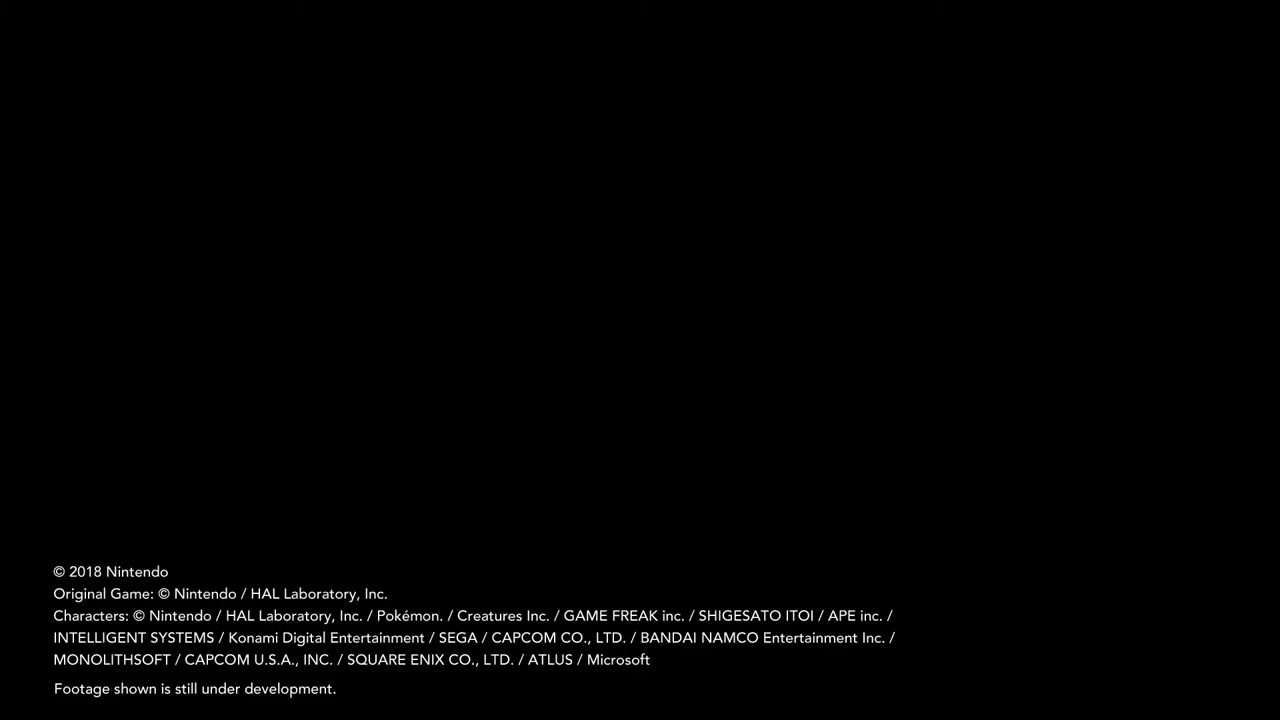 © 2018 Nintendo
Original Game: © Nintendo / HAL Laboratory, Inc.
Characters: © Nintendo / HAL Laboratory, Inc. / Pokémon. / Creatures Inc. / GAME FREAK inc. / SHIGESATO ITOI / APE inc. /
INTELLIGENT SYSTEMS / Konami Digital Entertainment / SEGA / CAPCOM CO., LTD. / BANDAI NAMCO Entertainment Inc. /
MONOLITHSOFT / CAPCOM U.S.A., INC. / SQUARE ENIX CO., LTD. / ATLUS / Microsoft
Footage shown is still under development.